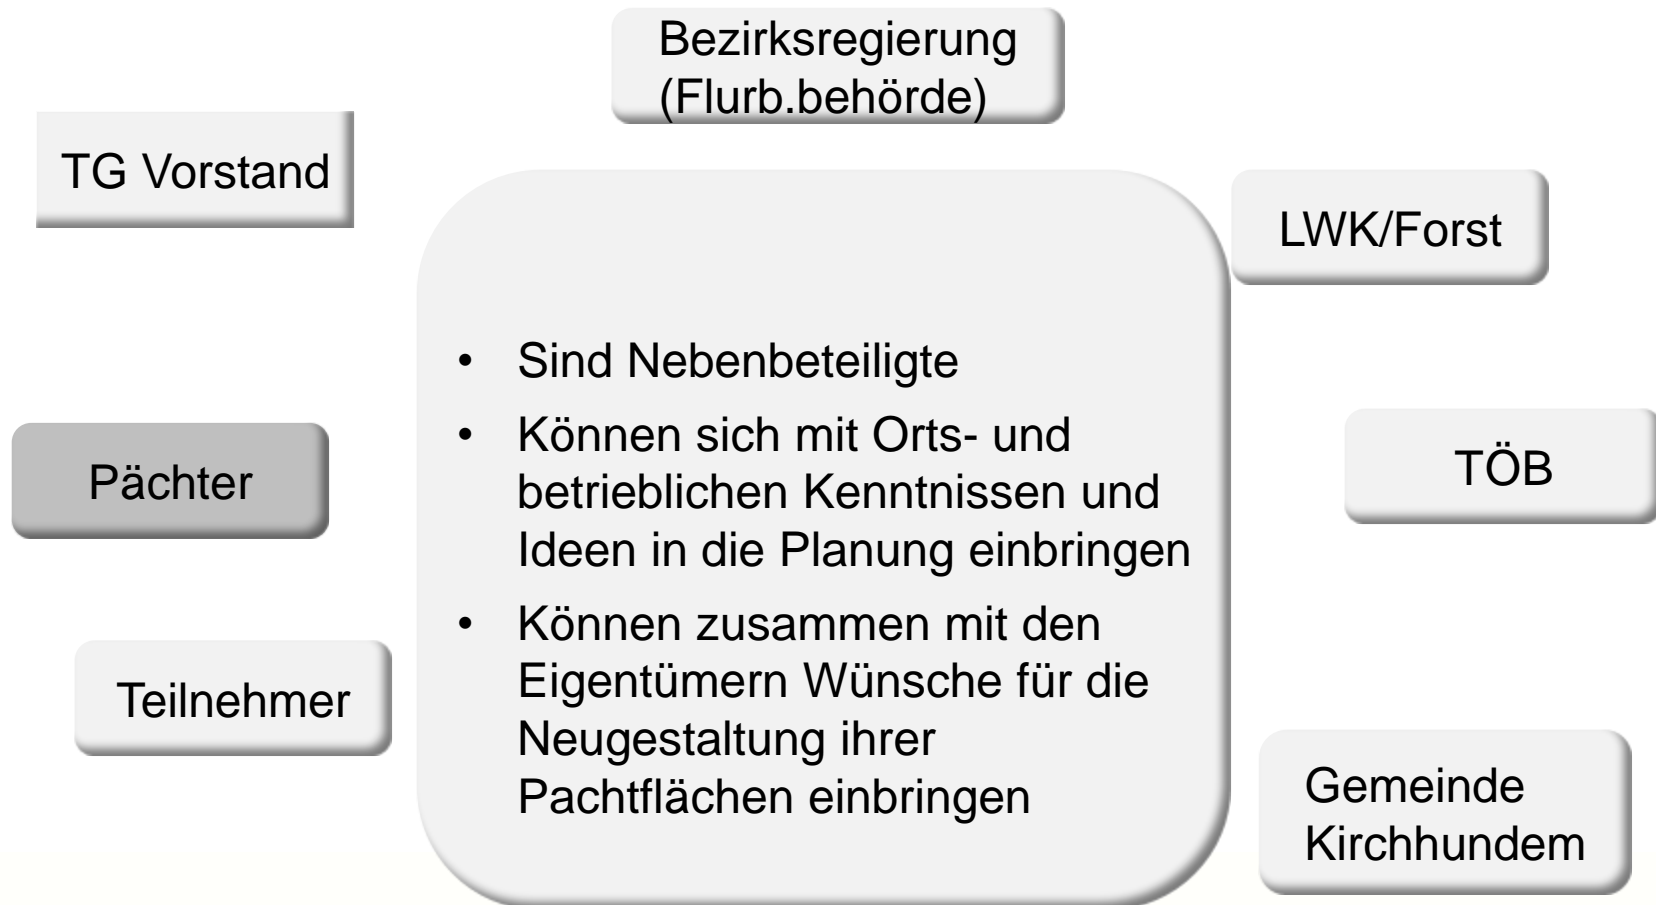 Bezirksregierung
(Flurb.behörde)
TG Vorstand
LWK/Forst
• Sind Nebenbeteiligte
• Können sich mit Orts- und
betrieblichen Kenntnissen und
Ideen in die Planung einbringen
• Können zusammen mit den
Eigentümern Wünsche für die
Neugestaltung ihrer
Pachtflächen einbringen
Pächter
TÖB
Teilnehmer
Gemeinde
Kirchhundem